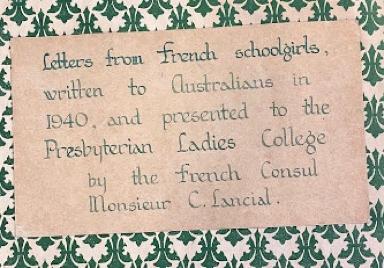 Letters from French schoolgirls,
written to Australians in
1940, and presented to the
Presbyterian Ladies College
by the French Consul
Monsieur C. Lancial.